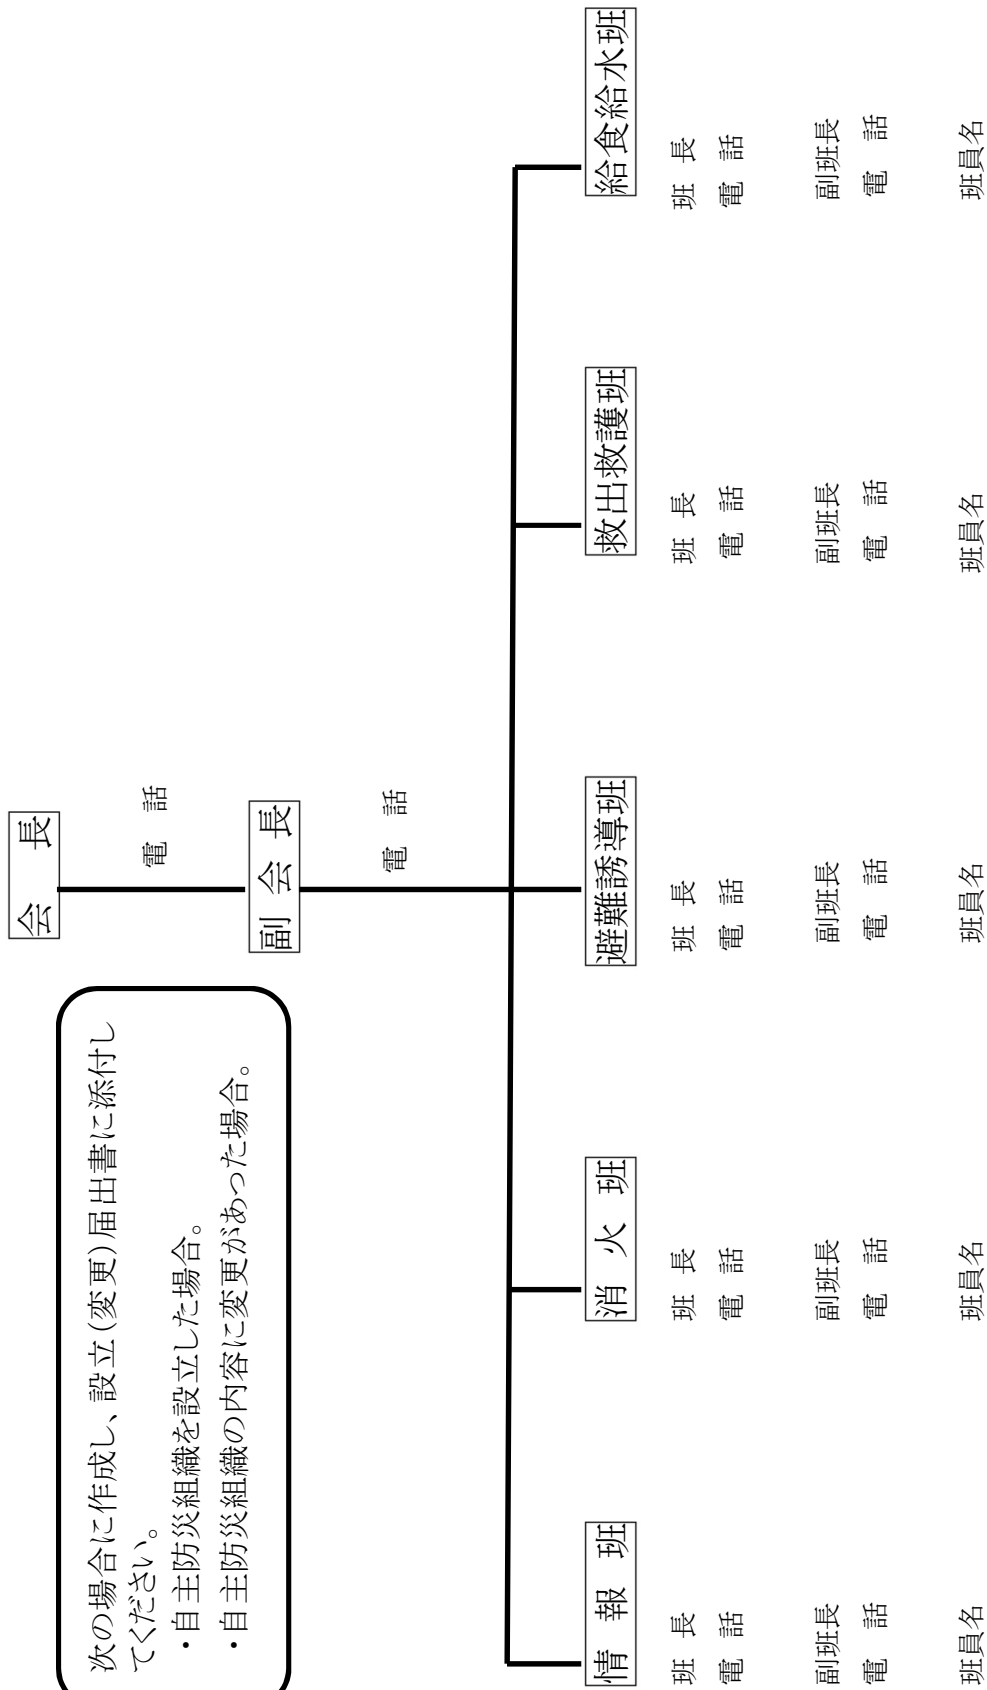 会　長
電　話
副 会 長
電　話
次の場合に作成し、設立(変更)届出書に添付し
てください。
・自主防災組織を設立した場合。
・自主防災組織の内容に変更があった場合。
情 報 班
班　長
電　話
副班長
電　話
班員名
消 火 班
班　長
電　話
副班長
電　話
班員名
避難誘導班
班　長
電　話
副班長
電　話
班員名
救出救護班
班　長
電　話
副班長
電　話
班員名
給食給水班
班　長
電　話
副班長
電　話
班員名